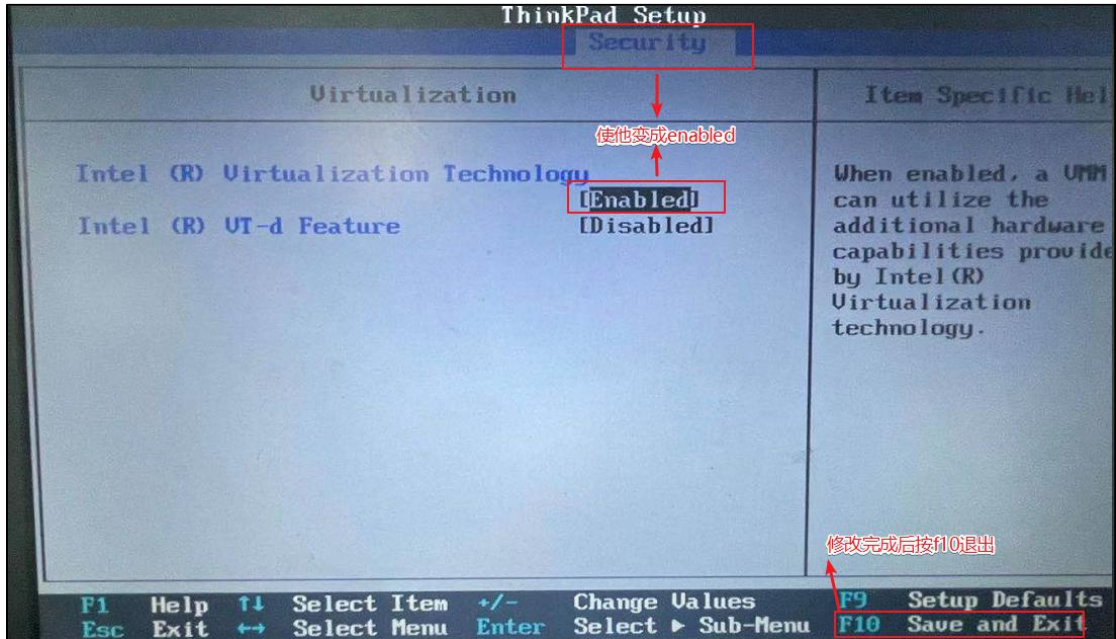 ThinkPad Setup
Security
Virtualization
Item Specific Hel
使他变成enabled
Intel (R) Virtualization Technology
[Enabled]
Intel (R) VT-d Feature [Disabled]
When enabled, a VMM
can utilize the
additional hardware
capabilities provide
by Intel(R)
Virtualization
technology.
修改完成后按f10退出
F1 Help ↑↓ Select Item +/- Change Values F9 Setup Defaults
Esc Exit ←→ Select Menu Enter Select ▶ Sub-Menu F10 Save and Exit